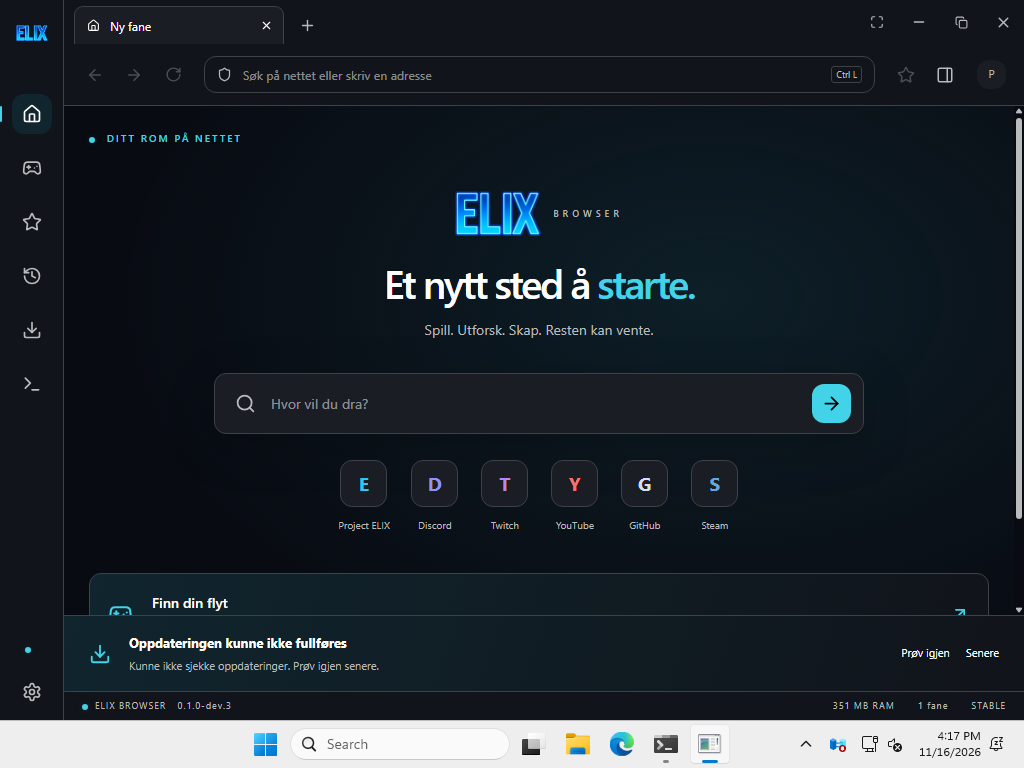 ELIX
Ny fane
Søk på nettet eller skriv en adresse
Ctrl L
P
DITT ROM PÅ NETTET
ELIX BROWSER
Et nytt sted å starte.
Spill. Utforsk. Skap. Resten kan vente.
Hvor vil du dra?
E D T Y G S
Project ELIX Discord Twitch YouTube GitHub Steam
Finn din flyt
Oppdateringen kunne ikke fullføres
Kunne ikke sjekke oppdateringer. Prøv igjen senere.
Prøv igjen Senere
ELIX BROWSER 0.1.0-dev.3 351 MB RAM 1 fane STABLE
Search
4:17 PM
11/16/2026